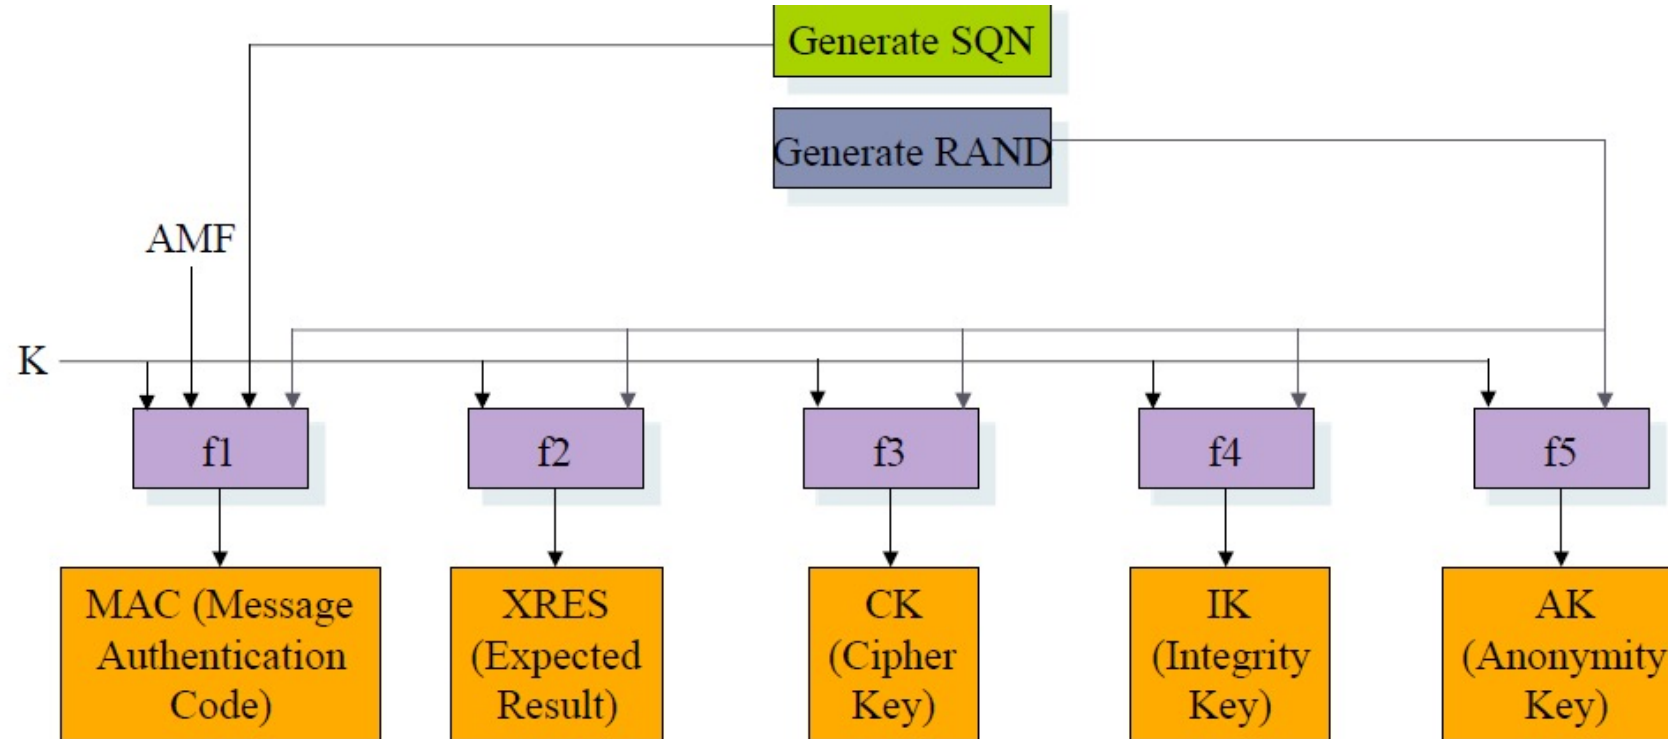 Generate SQN
Generate RAND
AMF
K
f1
f2
f3
f4
f5
MAC (Message
Authentication
Code)
XRES
(Expected
Result)
CK
(Cipher
Key)
IK
(Integrity
Key)
AK
(Anonymity
Key)